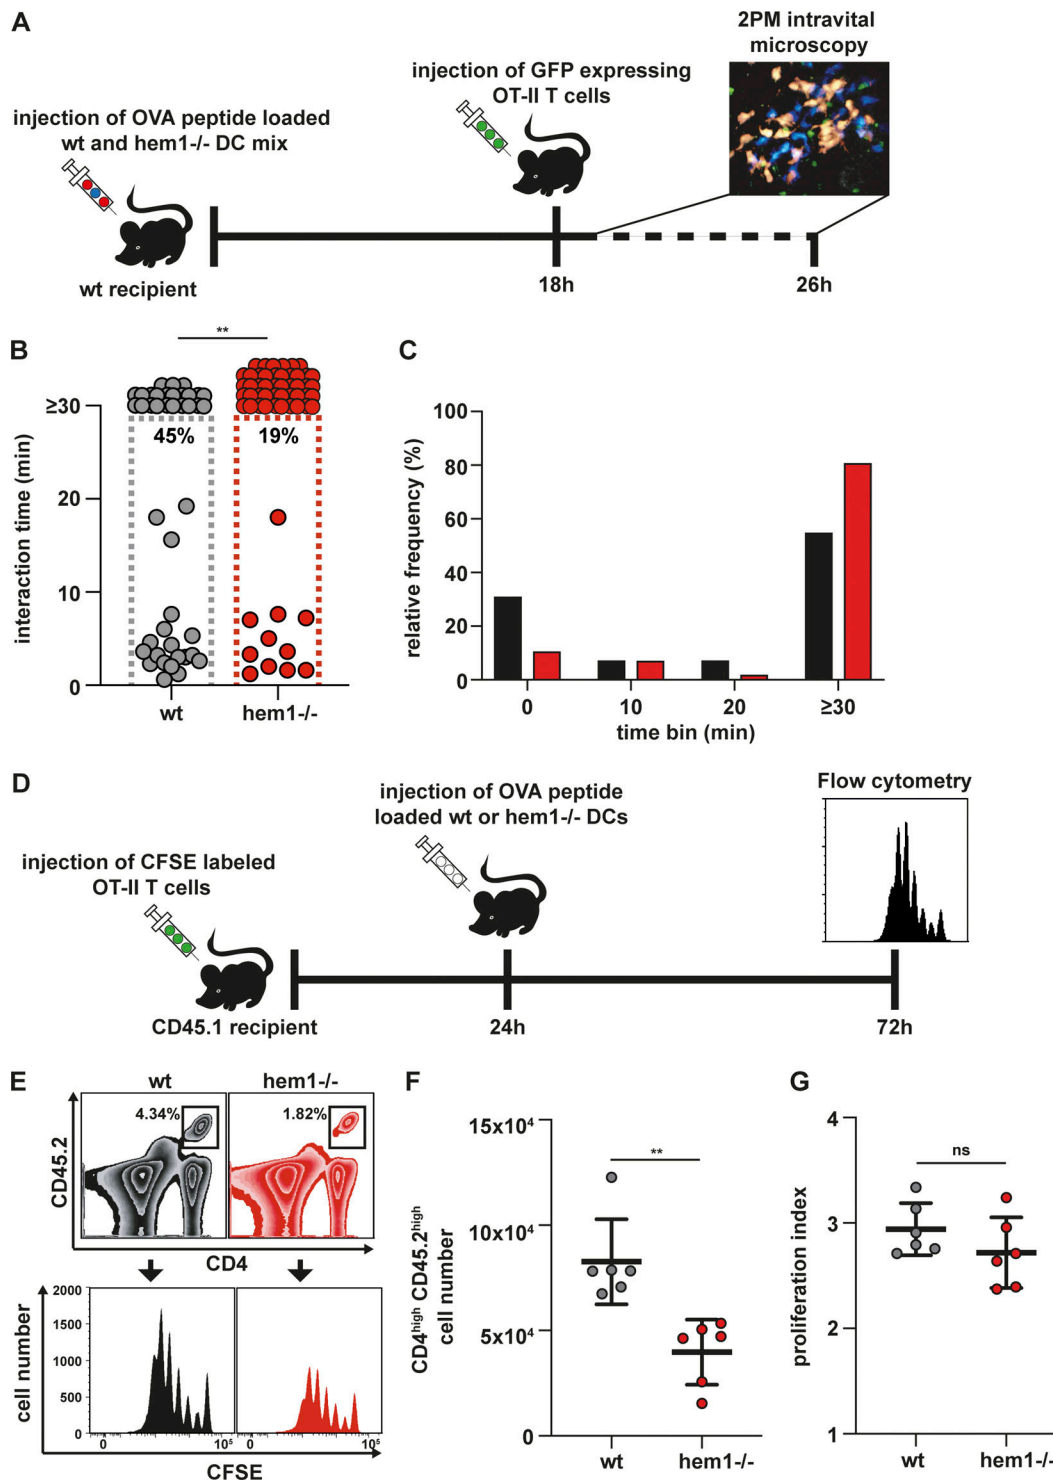 A
injection of OVA peptide loaded
wt and hem1-/- DC mix
wt recipient
injection of GFP expressing
OT-II T cells
2PM intravital
microscopy
18h
26h
B
**
≥30
20
10
0
interaction time (min)
45%
19%
wt
hem1-/-
C
100
80
60
40
20
0
relative frequency (%)
0
10
20
≥30
time bin (min)
D
injection of CFSE labeled
OT-II T cells
CD45.1 recipient
injection of OVA peptide
loaded wt or hem1-/- DCs
Flow cytometry
24h
72h
E
wt
hem1-/-
4.34%
1.82%
CD45.2
CD4
2000
1500
1000
500
0
cell number
0
10⁵
0
10⁵
CFSE
F
15x10⁴
10x10⁴
5x10⁴
0
CD4ʰⁱᵍʰ CD45.2ʰⁱᵍʰ
cell number
**
wt
hem1-/-
G
4
3
2
1
proliferation index
ns
wt
hem1-/-